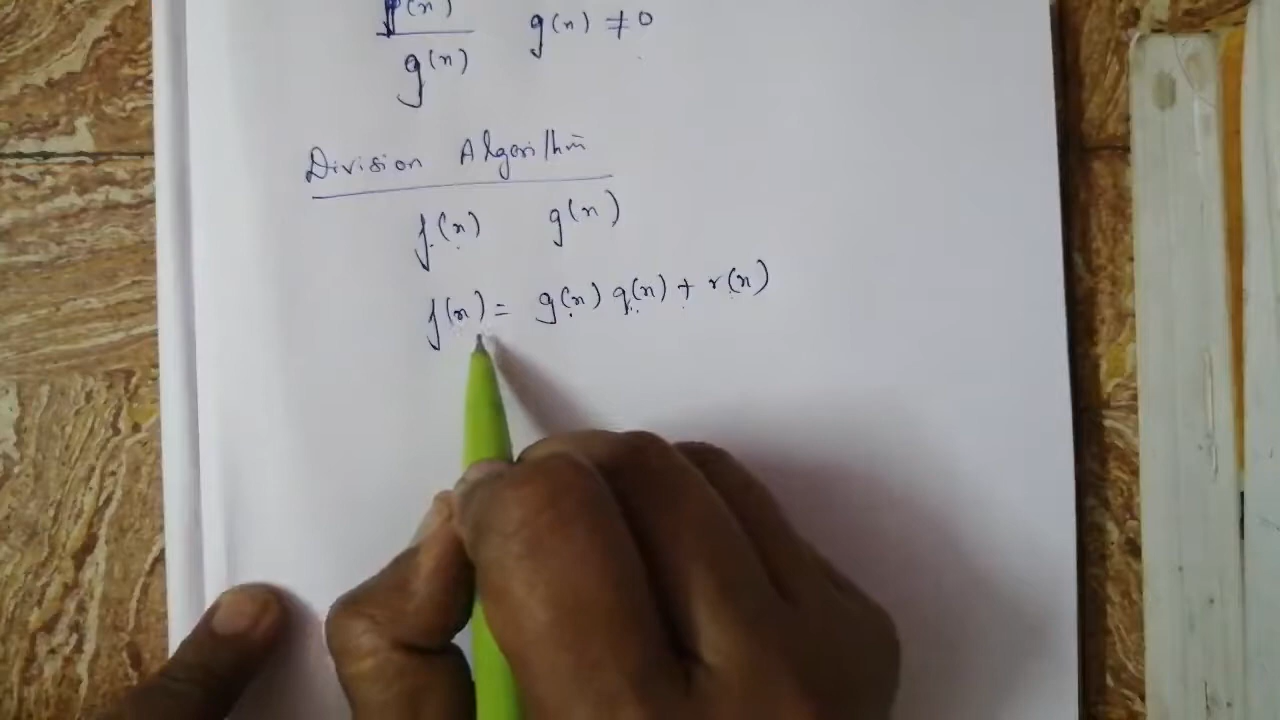 f(x)
g(x) g(x) ≠ 0
Division Algorithm
f(x) g(x)
f(x) = g(x) q(x) + r(x)